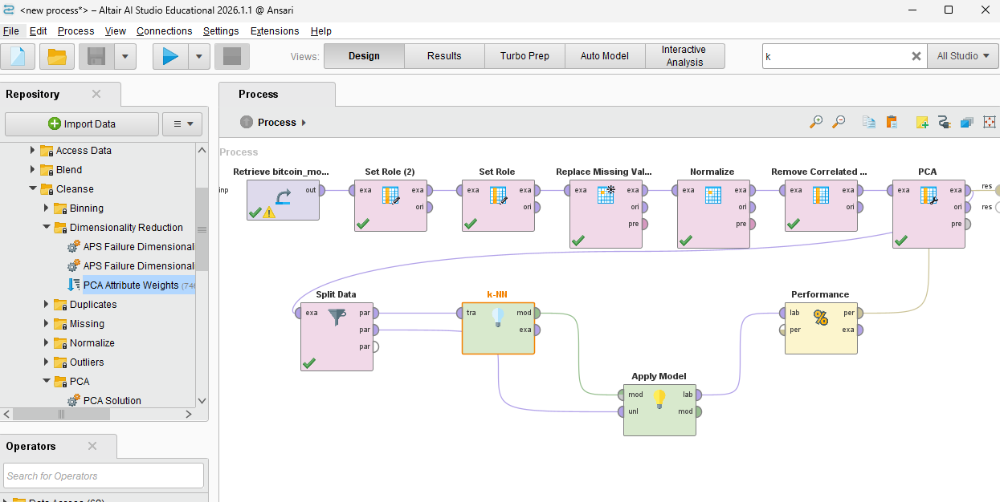 <new process*> – Altair AI Studio Educational 2026.1.1 @ Ansari
File Edit Process View Connections Settings Extensions Help
Views: Design Results Turbo Prep Auto Model Interactive Analysis k All Studio
Repository
Import Data
Access Data
Blend
Cleanse
Binning
Dimensionality Reduction
APS Failure Dimensional
APS Failure Dimensional
PCA Attribute Weights (746
Duplicates
Missing
Normalize
Outliers
PCA
PCA Solution
Operators
Search for Operators
Process
Process
Process
inp
Retrieve bitcoin_mo...
out
Set Role (2)
exa exa
ori
Set Role
exa exa
ori
Replace Missing Val...
exa exa
ori
pre
Normalize
exa exa
ori
pre
Remove Correlated ...
exa exa
ori
PCA
exa exa
ori
pre
res
res
Split Data
exa par
par
par
k-NN
tra mod
exa
Performance
lab per
per exa
%
Apply Model
mod lab
unl mod